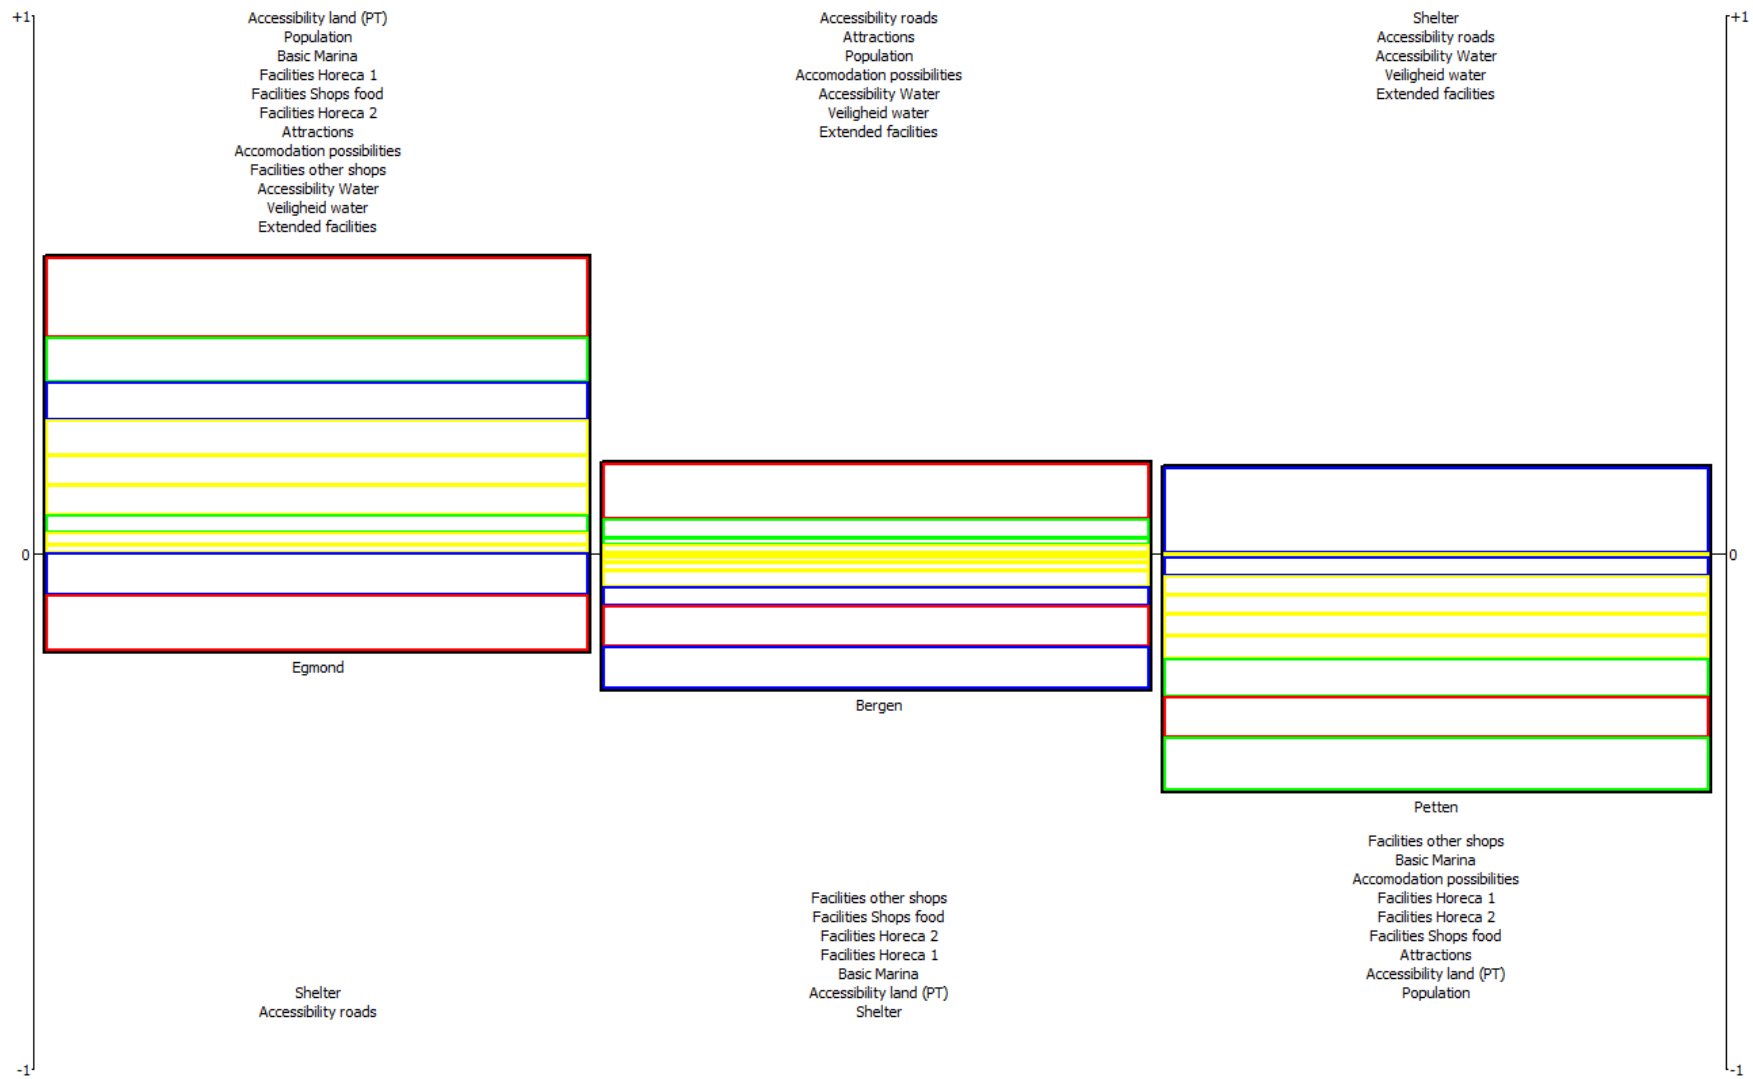 +1
Accessibility land (PT)
Population
Basic Marina
Facilities Horeca 1
Facilities Shops food
Facilities Horeca 2
Attractions
Accomodation possibilities
Facilities other shops
Accessibility Water
Veiligheid water
Extended facilities
Accessibility roads
Attractions
Population
Accomodation possibilities
Accessibility Water
Veiligheid water
Extended facilities
Shelter
Accessibility roads
Accessibility Water
Veiligheid water
Extended facilities
+1
0
0
Egmond
Bergen
Petten
Shelter
Accessibility roads
Facilities other shops
Facilities Shops food
Facilities Horeca 2
Facilities Horeca 1
Basic Marina
Accessibility land (PT)
Shelter
Facilities other shops
Basic Marina
Accomodation possibilities
Facilities Horeca 1
Facilities Horeca 2
Facilities Shops food
Attractions
Accessibility land (PT)
Population
-1
-1